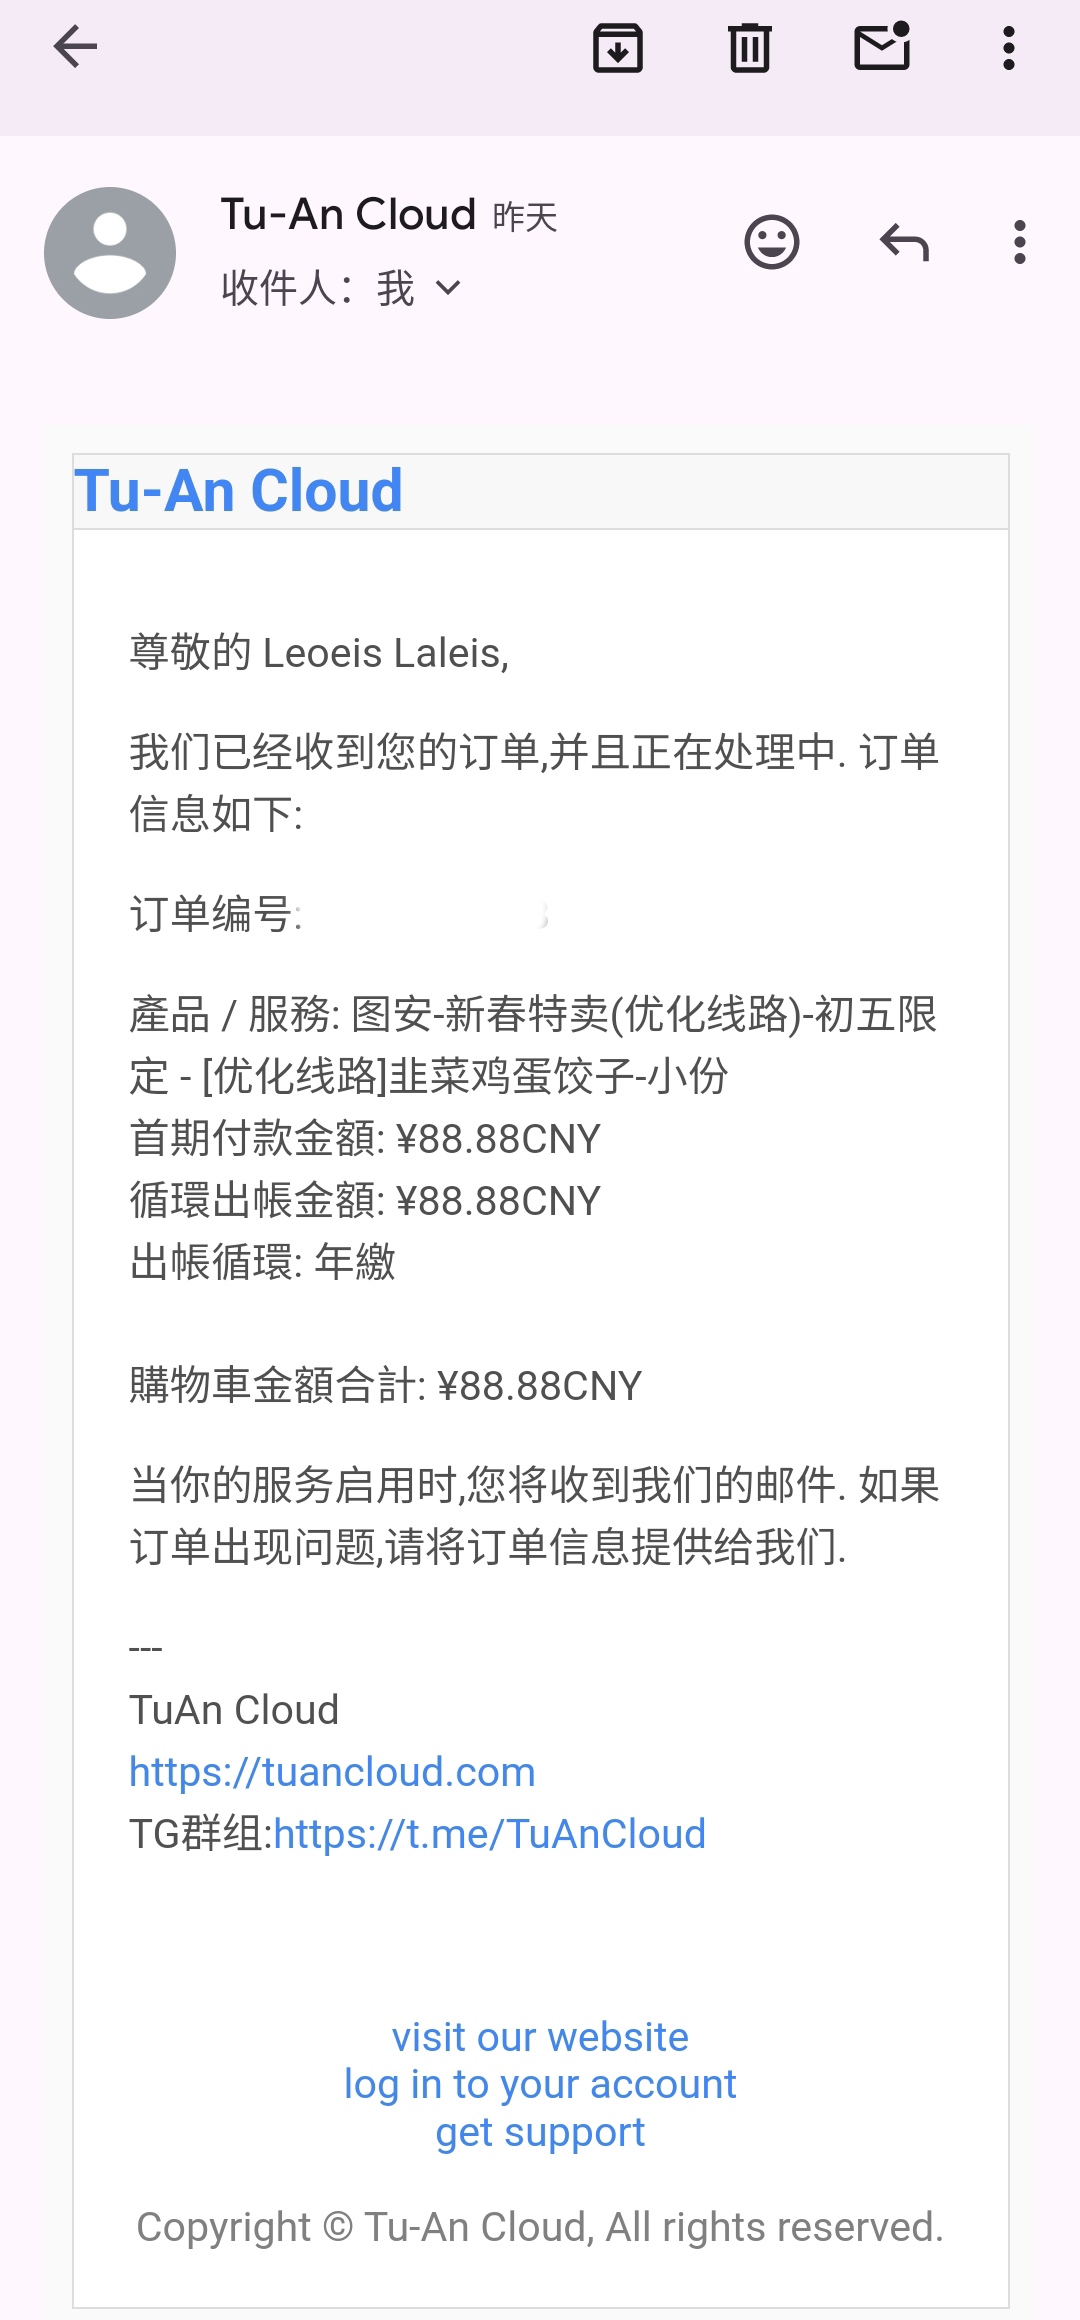 Tu-An Cloud 昨天
收件人：我
Tu-An Cloud
尊敬的 Leoeis Laleis,
我们已经收到您的订单,并且正在处理中. 订单
信息如下:
订单编号:
產品 / 服務: 图安-新春特卖(优化线路)-初五限
定 - [优化线路]韭菜鸡蛋饺子-小份
首期付款金額: ¥88.88CNY
循環出帳金額: ¥88.88CNY
出帳循環: 年繳
購物車金額合計: ¥88.88CNY
当你的服务启用时,您将收到我们的邮件. 如果
订单出现问题,请将订单信息提供给我们.
---
TuAn Cloud
https://tuancloud.com
TG群组:https://t.me/TuAnCloud
visit our website
log in to your account
get support
Copyright © Tu-An Cloud, All rights reserved.